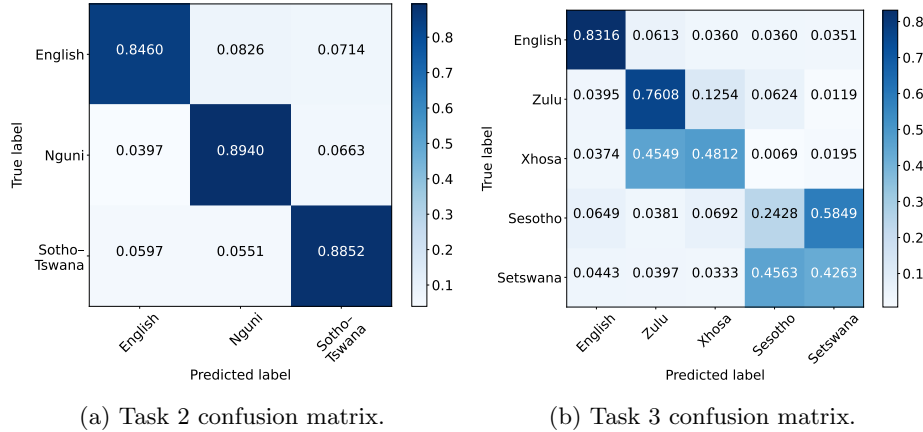 True label
English 0.8460 0.0826 0.0714
Nguni 0.0397 0.8940 0.0663
Sotho–
Tswana 0.0597 0.0551 0.8852
English Nguni Sotho–
Tswana
Predicted label
0.8
0.7
0.6
0.5
0.4
0.3
0.2
0.1
(a) Task 2 confusion matrix.
True label
English 0.8316 0.0613 0.0360 0.0360 0.0351
Zulu 0.0395 0.7608 0.1254 0.0624 0.0119
Xhosa 0.0374 0.4549 0.4812 0.0069 0.0195
Sesotho 0.0649 0.0381 0.0692 0.2428 0.5849
Setswana 0.0443 0.0397 0.0333 0.4563 0.4263
English Zulu Xhosa Sesotho Setswana
Predicted label
0.8
0.7
0.6
0.5
0.4
0.3
0.2
0.1
(b) Task 3 confusion matrix.